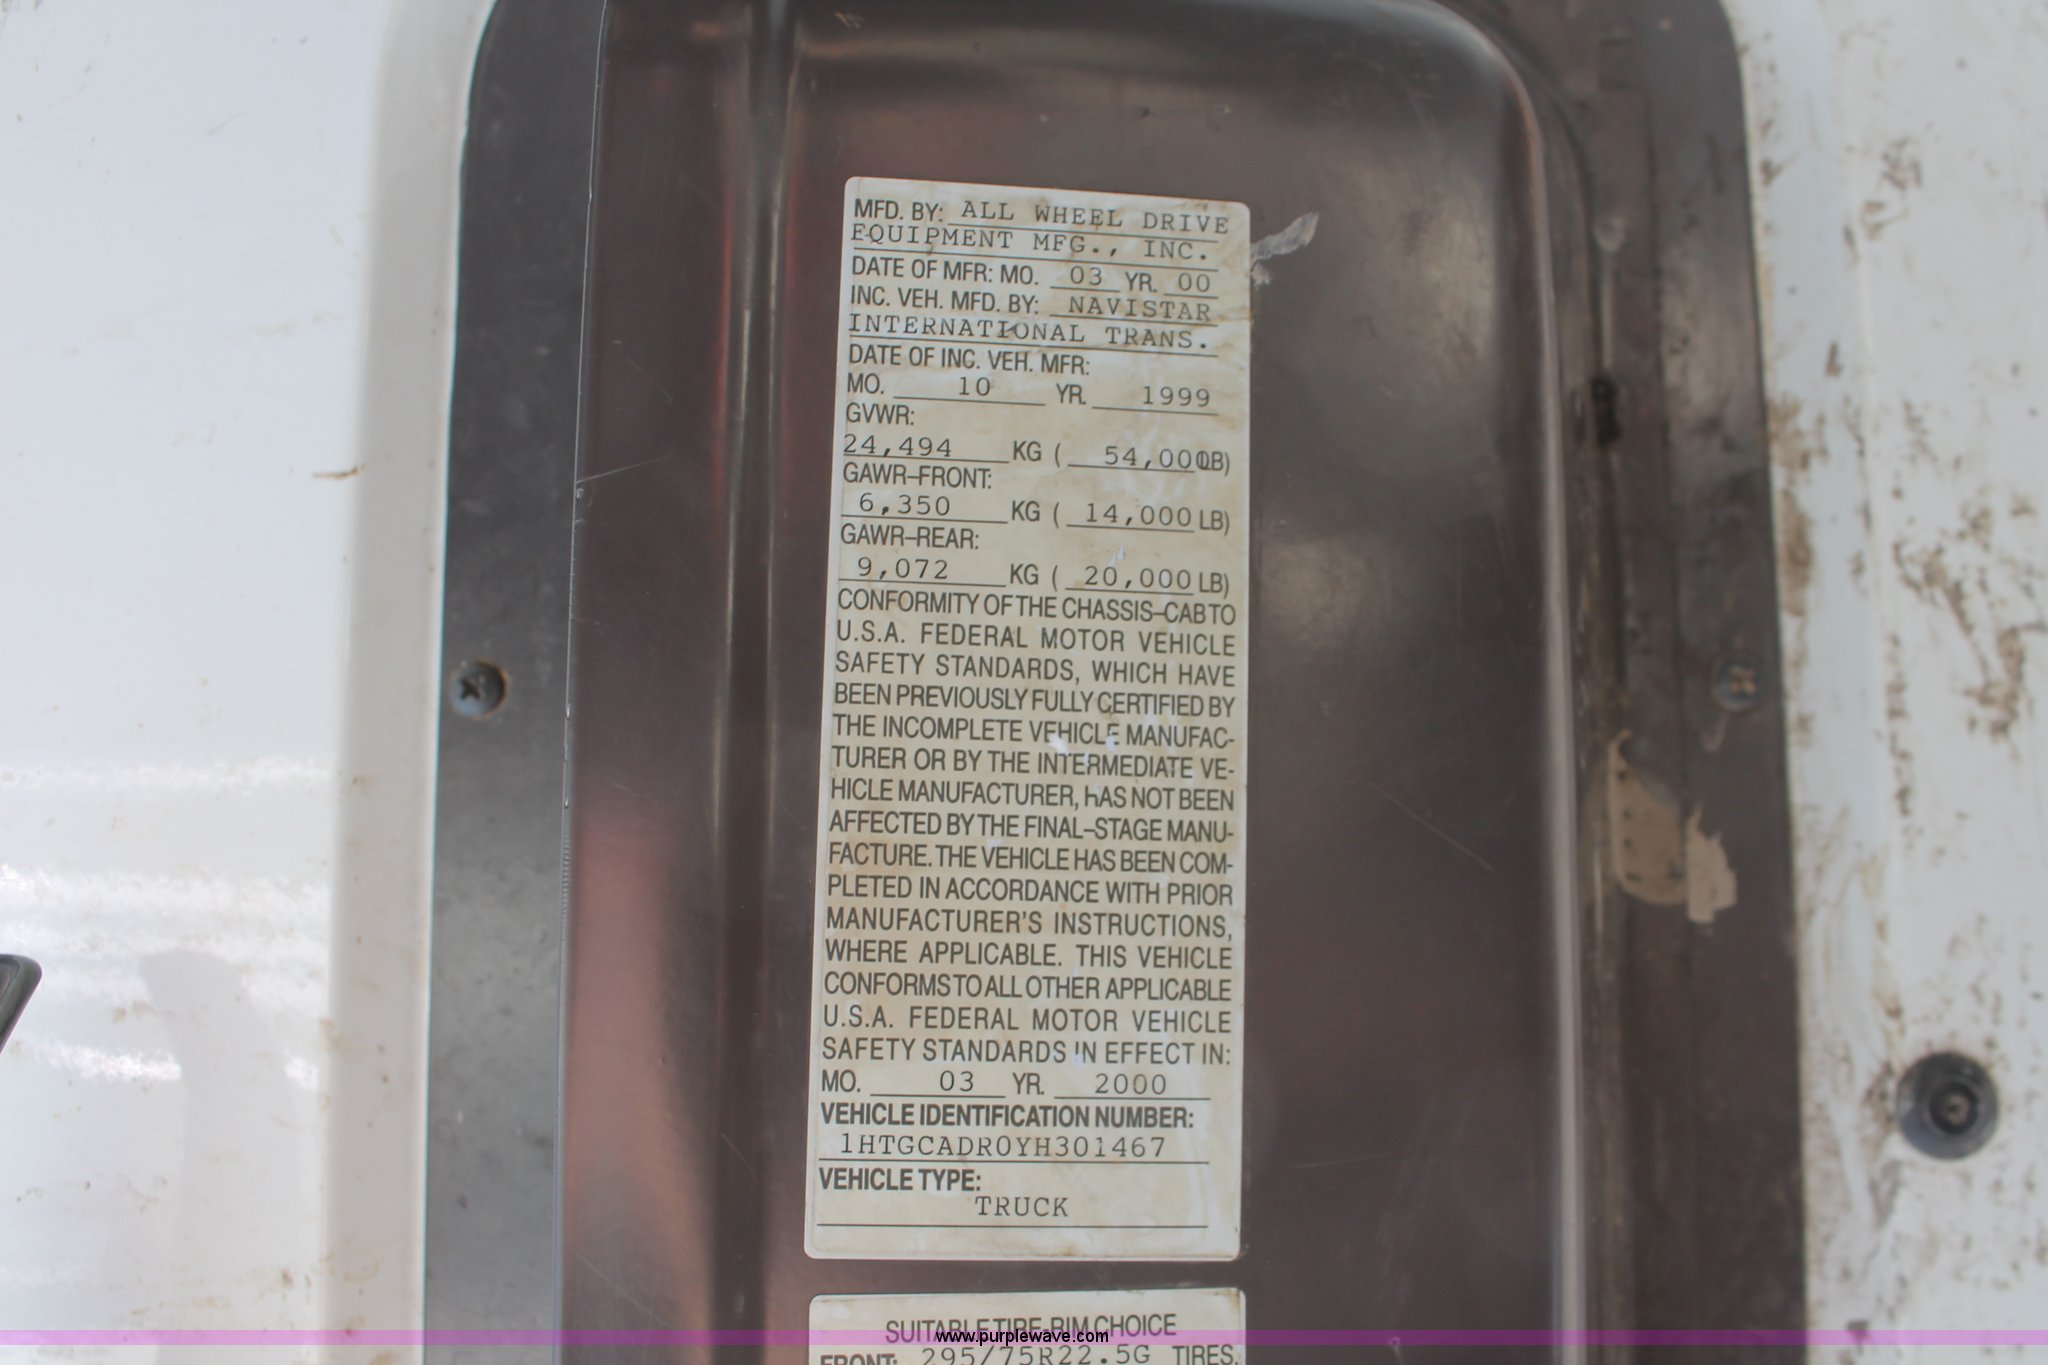 MFD. BY: ALL WHEEL DRIVE
EQUIPMENT MFG., INC.
DATE OF MFR: MO. 03 YR. 00
INC. VEH. MFD. BY: NAVISTAR
INTERNATIONAL TRANS.
DATE OF INC. VEH. MFR:
MO. 10 YR. 1999
GVWR:
24,494 KG ( 54,000LB)
GAWR-FRONT:
6,350 KG ( 14,000 LB)
GAWR-REAR:
9,072 KG ( 20,000 LB)
CONFORMITY OF THE CHASSIS-CAB TO
U.S.A. FEDERAL MOTOR VEHICLE
SAFETY STANDARDS, WHICH HAVE
BEEN PREVIOUSLY FULLY CERTIFIED BY
THE INCOMPLETE VEHICLE MANUFAC-
TURER OR BY THE INTERMEDIATE VE-
HICLE MANUFACTURER, HAS NOT BEEN
AFFECTED BY THE FINAL-STAGE MANU-
FACTURE. THE VEHICLE HAS BEEN COM-
PLETED IN ACCORDANCE WITH PRIOR
MANUFACTURER'S INSTRUCTIONS,
WHERE APPLICABLE. THIS VEHICLE
CONFORMS TO ALL OTHER APPLICABLE
U.S.A. FEDERAL MOTOR VEHICLE
SAFETY STANDARDS IN EFFECT IN:
MO. 03 YR. 2000
VEHICLE IDENTIFICATION NUMBER:
1HTGCADR0YH301467
VEHICLE TYPE:
TRUCK
SUITABLE TIRE-RIM CHOICE
www.purplewave.com
FRONT: 295/75R22.5G TIRES,